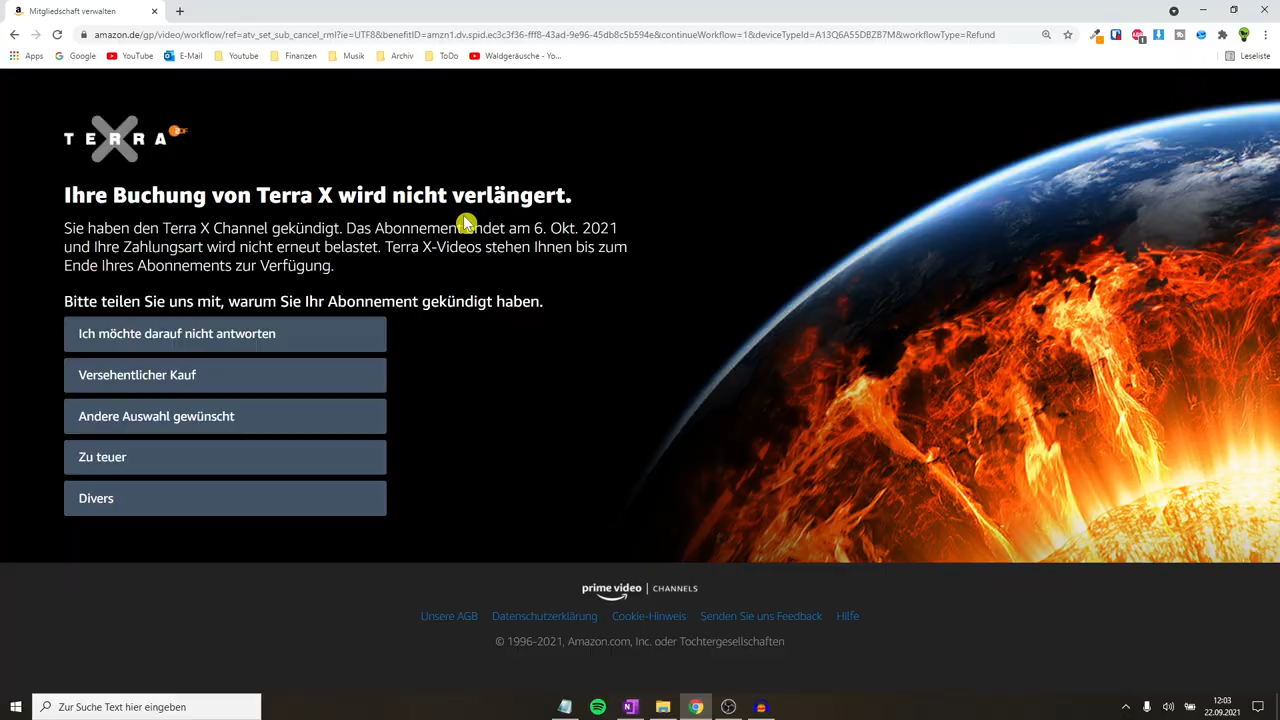 Mitgliedschaft verwalten
amazon.de/gp/video/workflow/ref=atv_set_sub_cancel_rml?ie=UTF8&benefitID=amzn1.dv.spid.ec3c3f36-fff8-43ad-9e96-45db8c5b594e&continueWorkflow=1&deviceTypeId=A13Q6A55DBZB7M&workflowType=Refund
Apps Google YouTube E-Mail Youtube Finanzen Musik Archiv ToDo Waldgeräusche - Yo... Leseliste
TERRA X ZDF
Ihre Buchung von Terra X wird nicht verlängert.
Sie haben den Terra X Channel gekündigt. Das Abonnement endet am 6. Okt. 2021
und Ihre Zahlungsart wird nicht erneut belastet. Terra X-Videos stehen Ihnen bis zum
Ende Ihres Abonnements zur Verfügung.
Bitte teilen Sie uns mit, warum Sie Ihr Abonnement gekündigt haben.
Ich möchte darauf nicht antworten
Versehentlicher Kauf
Andere Auswahl gewünscht
Zu teuer
Divers
prime video | CHANNELS
Unsere AGB Datenschutzerklärung Cookie-Hinweis Senden Sie uns Feedback Hilfe
© 1996-2021, Amazon.com, Inc. oder Tochtergesellschaften
Zur Suche Text hier eingeben
12:03
22.09.2021